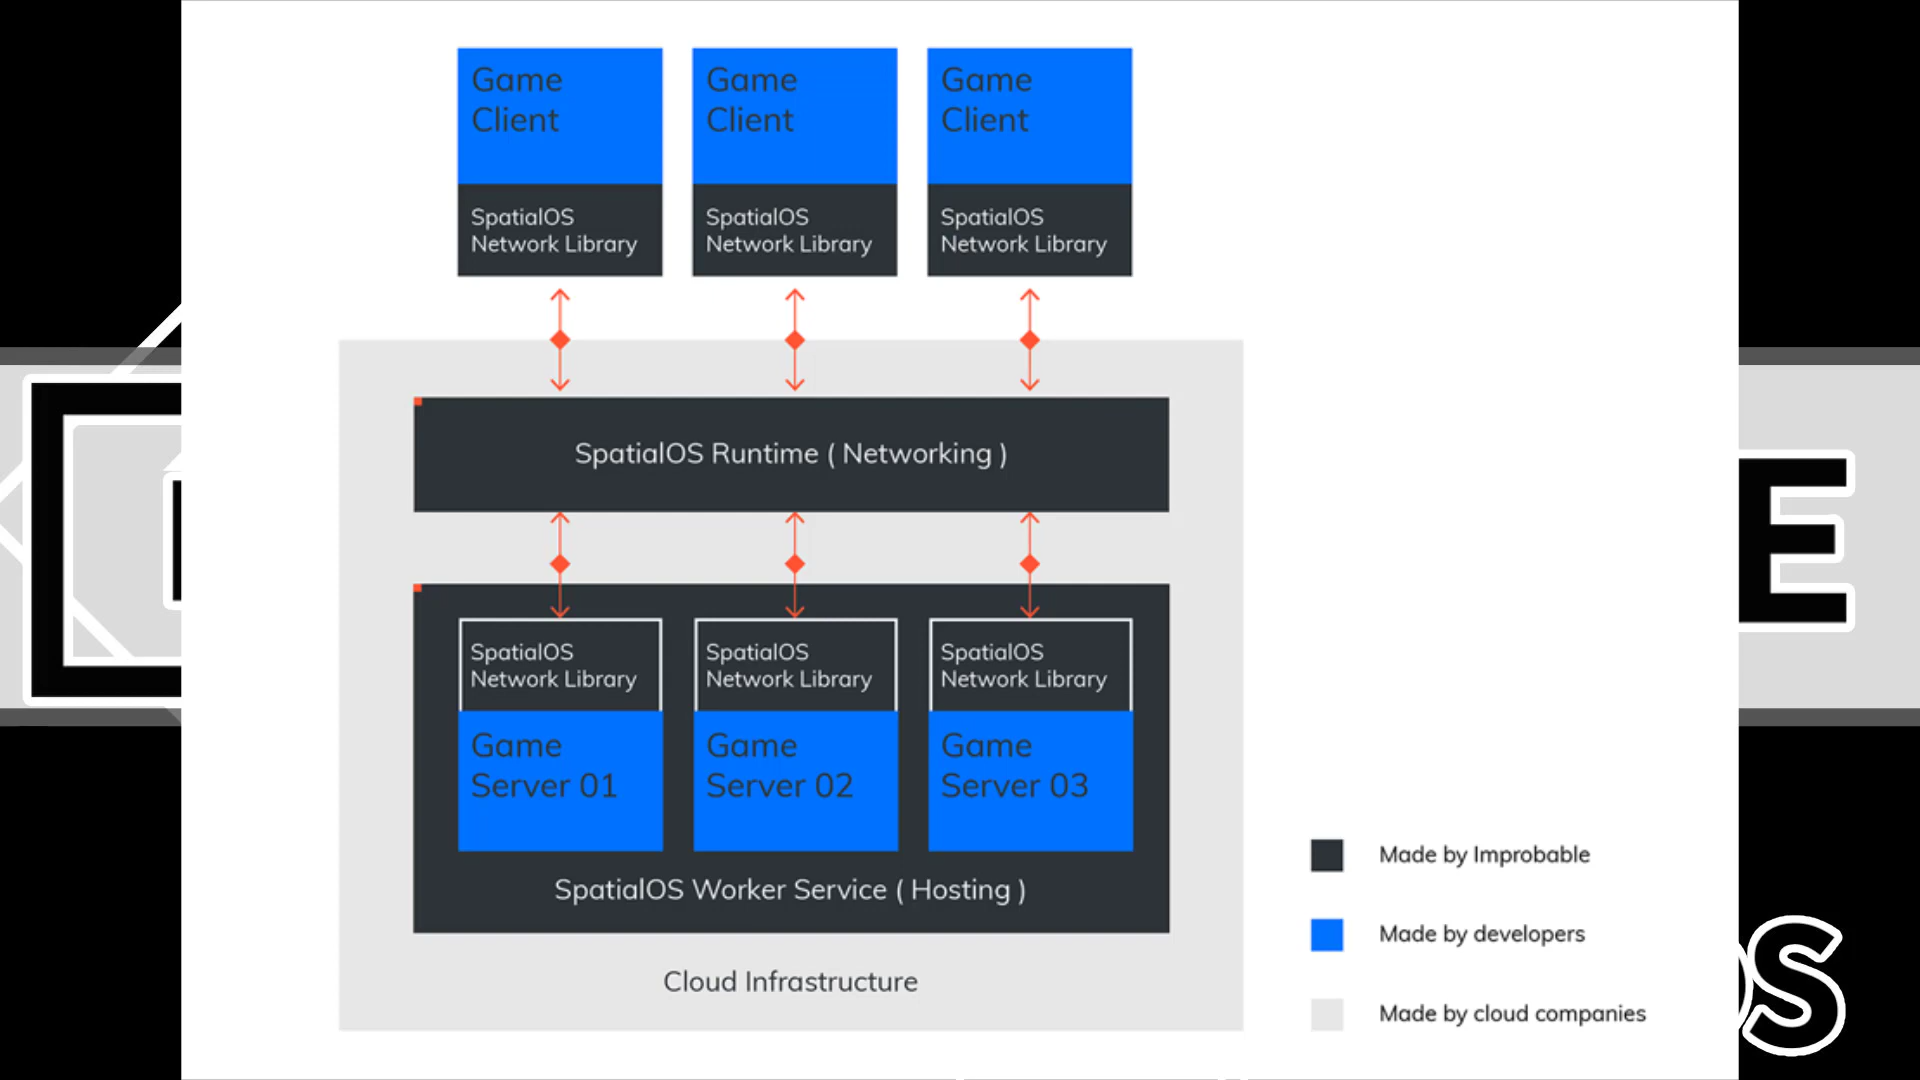 Game
Client
Game
Client
Game
Client
SpatialOS
Network Library
SpatialOS
Network Library
SpatialOS
Network Library
SpatialOS Runtime ( Networking )
SpatialOS
Network Library
SpatialOS
Network Library
SpatialOS
Network Library
Game
Server 01
Game
Server 02
Game
Server 03
SpatialOS Worker Service ( Hosting )
Cloud Infrastructure
Made by Improbable
Made by developers
Made by cloud companies
E
S